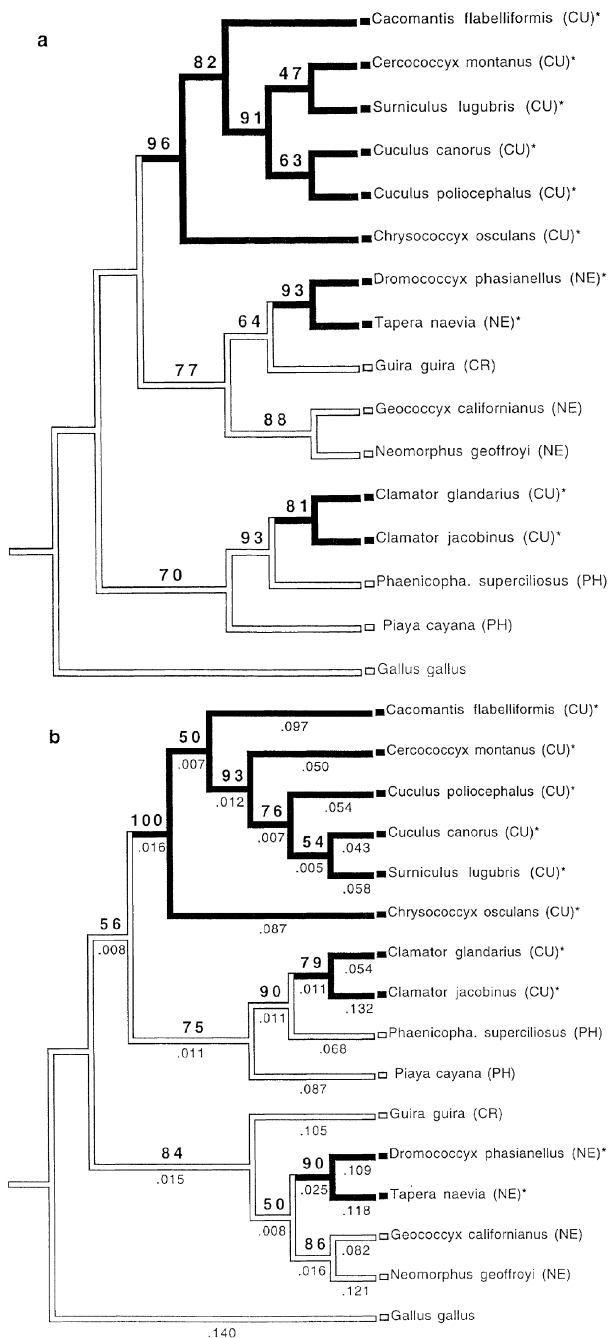 a
Cacomantis flabelliformis (CU)*
82
47
Cercococcyx montanus (CU)*
Surniculus lugubris (CU)*
91
96
Cuculus canorus (CU)*
63
Cuculus poliocephalus (CU)*
Chrysococcyx osculans (CU)*
Dromococcyx phasianellus (NE)*
93
64
Tapera naevia (NE)*
Guira guira (CR)
77
Geococcyx californianus (NE)
88
Neomorphus geoffroyi (NE)
Clamator glandarius (CU)*
81
93
Clamator jacobinus (CU)*
70
Phaenicopha. superciliosus (PH)
Piaya cayana (PH)
Gallus gallus
b
Cacomantis flabelliformis (CU)*
.097
50
.007
Cercococcyx montanus (CU)*
.050
93
.012
Cuculus poliocephalus (CU)*
.054
76
.007
100
.016
Cuculus canorus (CU)*
.043
54
.005
Surniculus lugubris (CU)*
.058
Chrysococcyx osculans (CU)*
.087
56
.008
Clamator glandarius (CU)*
.054
79
.011
Clamator jacobinus (CU)*
.132
90
.011
Phaenicopha. superciliosus (PH)
.068
75
.011
Piaya cayana (PH)
.087
Guira guira (CR)
.105
84
.015
Dromococcyx phasianellus (NE)*
.109
90
.025
Tapera naevia (NE)*
.118
50
.008
Geococcyx californianus (NE)
.082
86
.016
Neomorphus geoffroyi (NE)
.121
Gallus gallus
.140